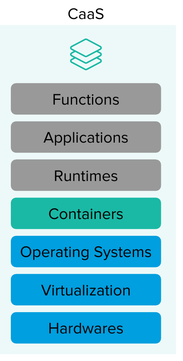 CaaS
Functions
Applications
Runtimes
Containers
Operating Systems
Virtualization
Hardwares